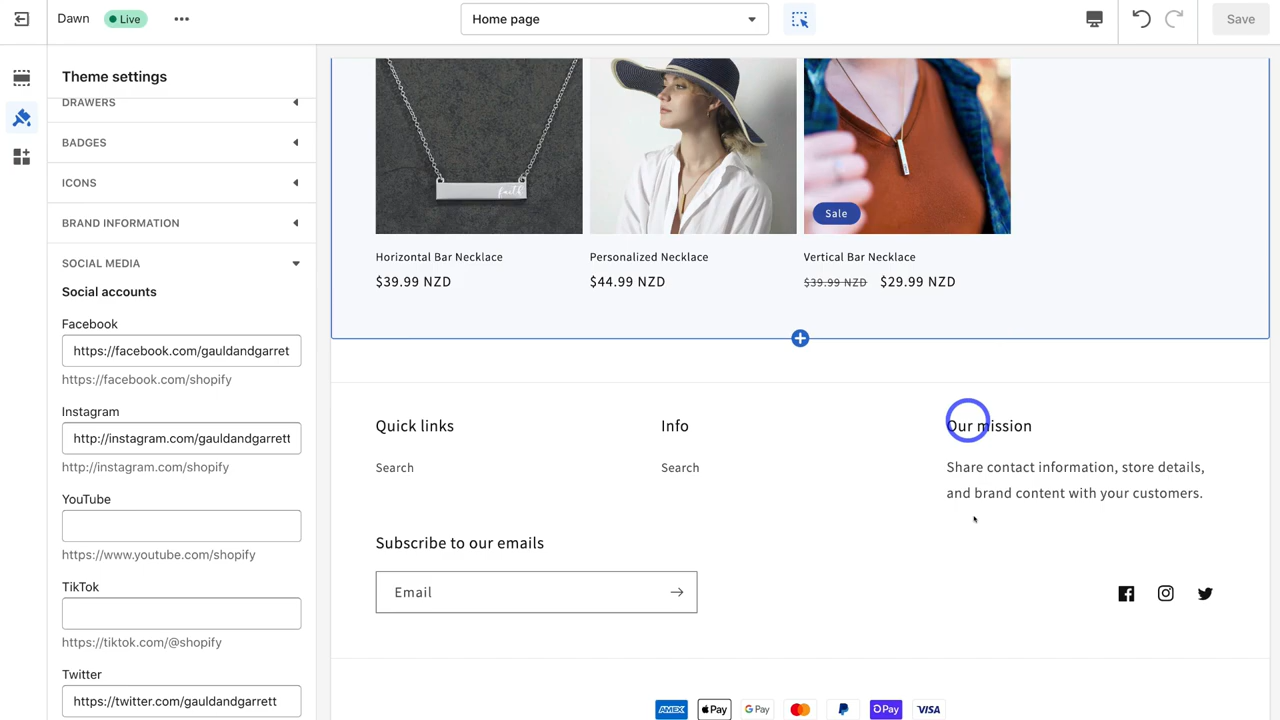 Dawn
Live
Home page
Save
Theme settings
DRAWERS
BADGES
ICONS
BRAND INFORMATION
SOCIAL MEDIA
Social accounts
Facebook
https://facebook.com/gauldandgarret
https://facebook.com/shopify
Instagram
http://instagram.com/gauldandgarrett
http://instagram.com/shopify
YouTube
https://www.youtube.com/shopify
TikTok
https://tiktok.com/@shopify
Twitter
https://twitter.com/gauldandgarrett
faith
Sale
Horizontal Bar Necklace
Personalized Necklace
Vertical Bar Necklace
$39.99 NZD
$44.99 NZD
$39.99 NZD $29.99 NZD
Quick links
Info
Our mission
Search
Search
Share contact information, store details,
and brand content with your customers.
Subscribe to our emails
Email
AMEX
Pay
G Pay
Pay
VISA